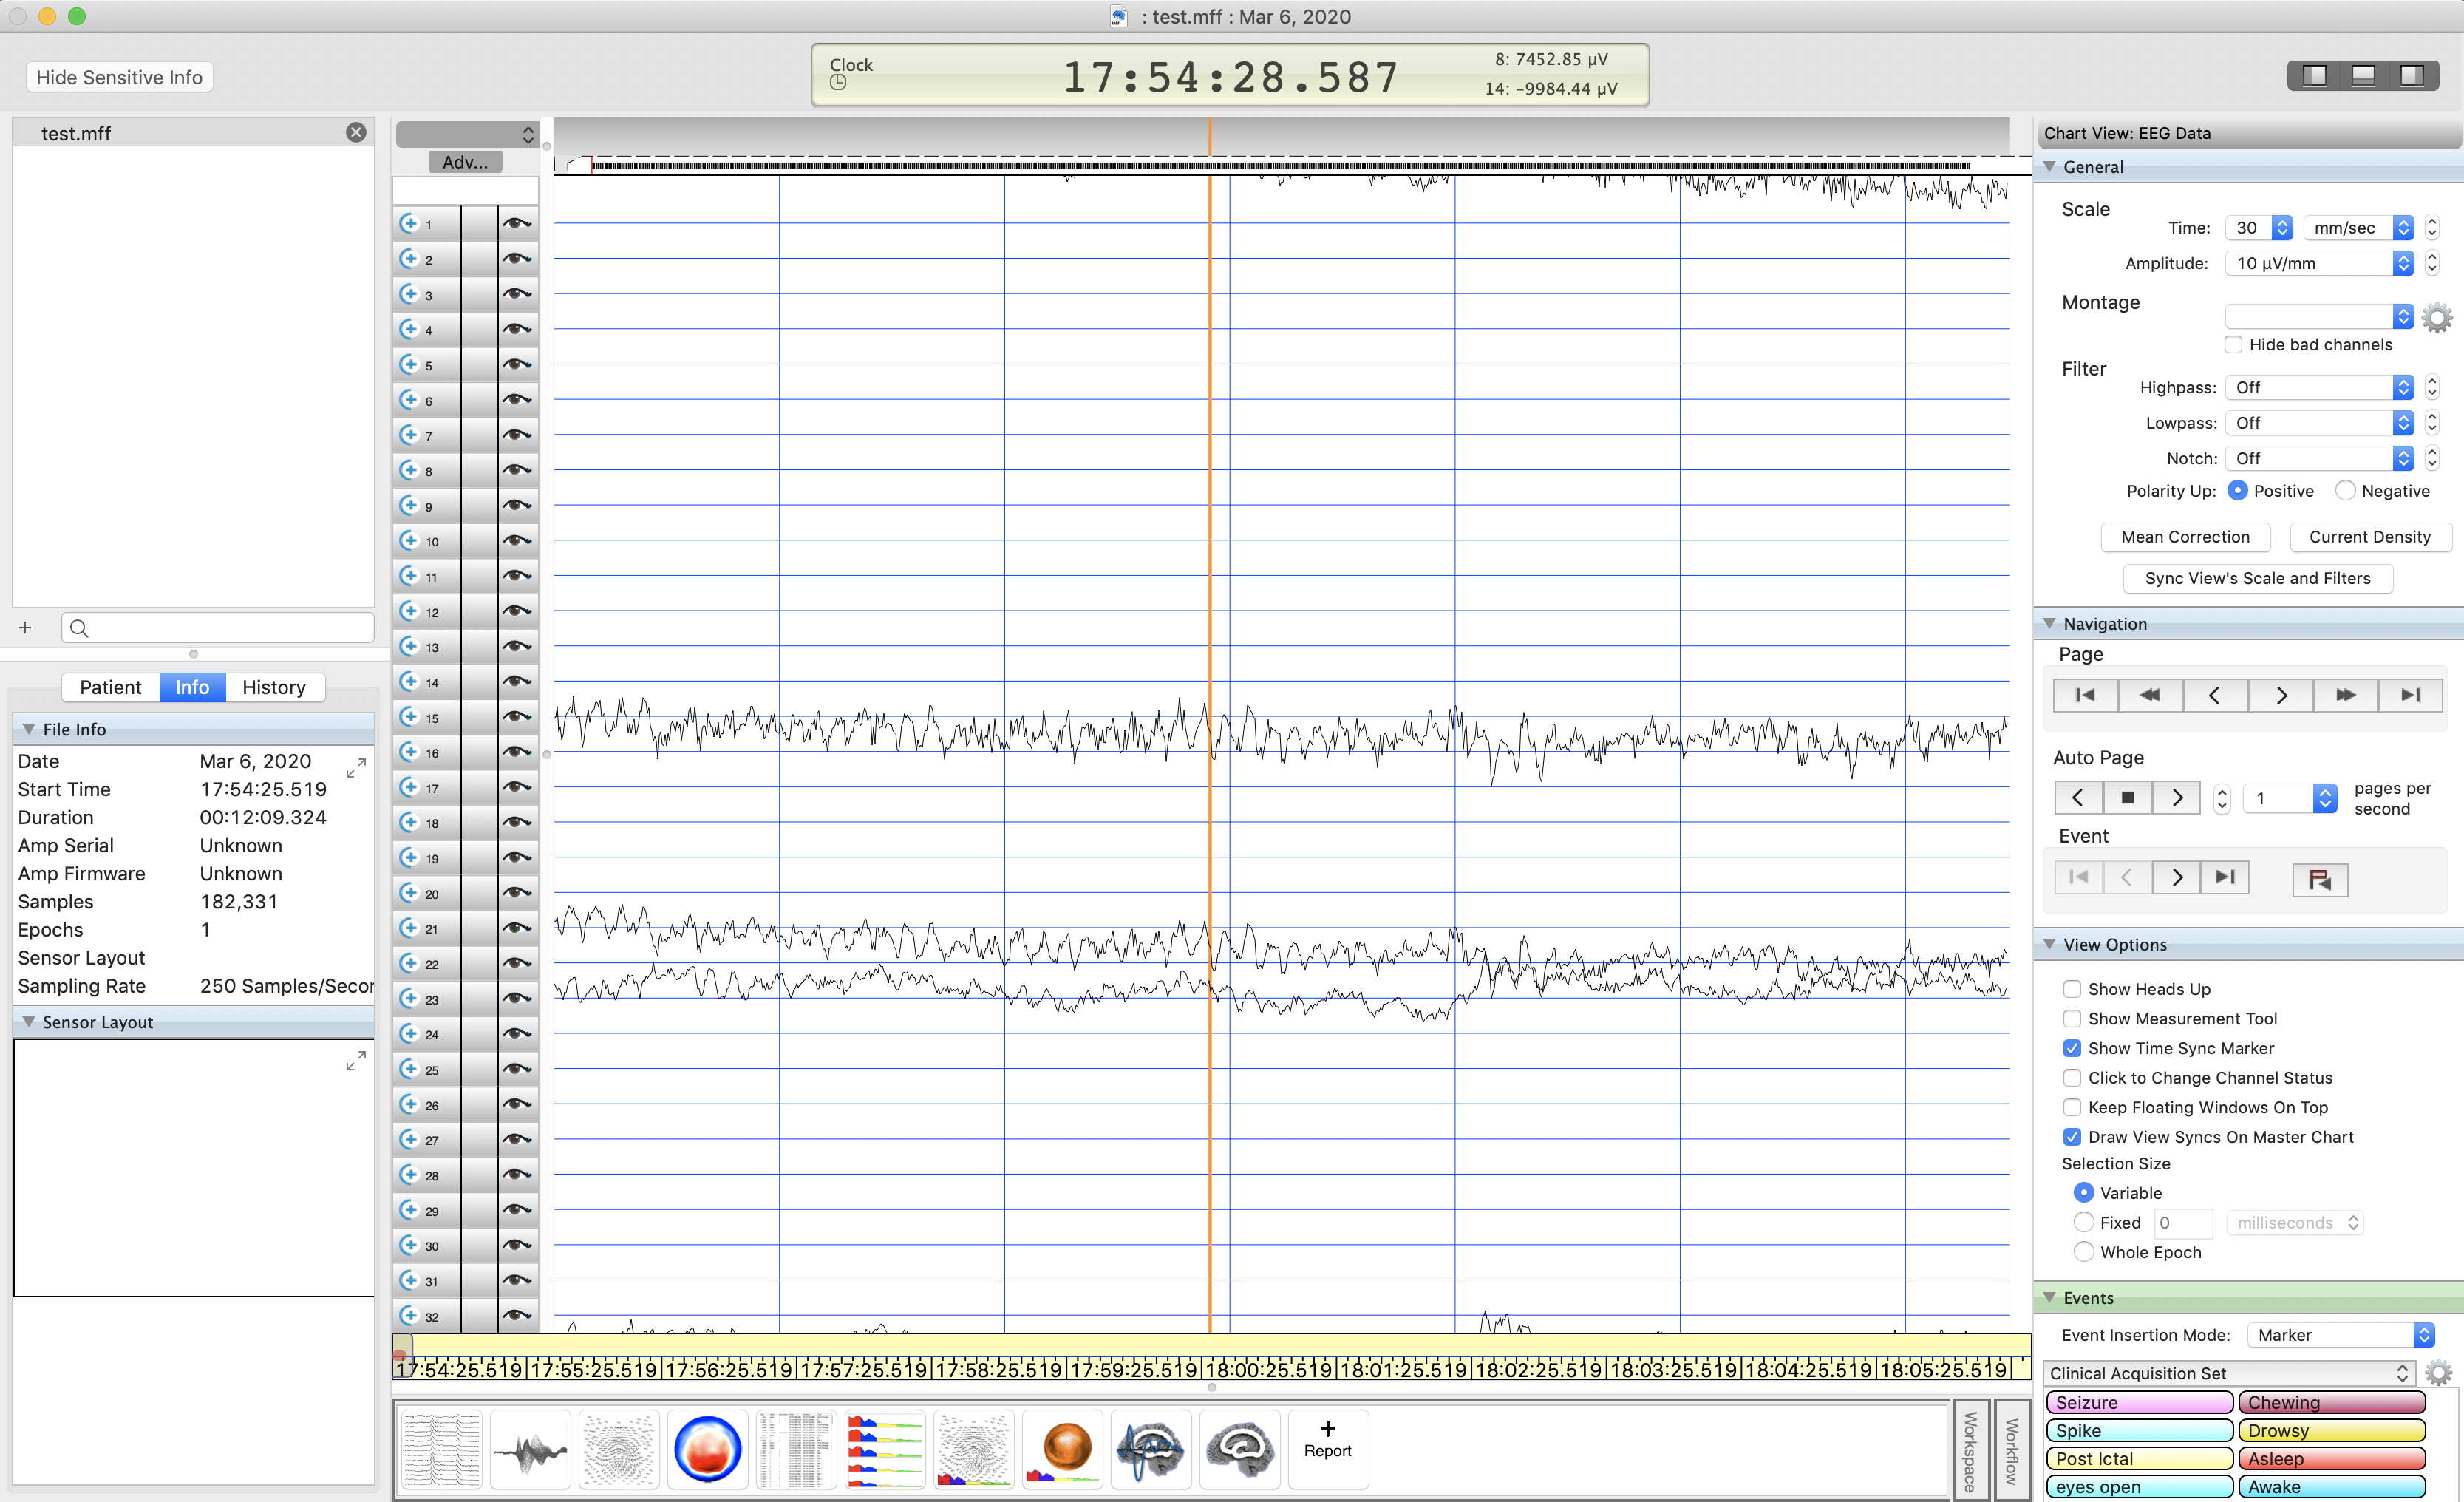 : test.mff : Mar 6, 2020
Hide Sensitive Info
Clock
17:54:28.587
8: 7452.85 µV
14: -9984.44 µV
test.mff
Adv...
1
2
3
4
5
6
7
8
9
10
11
12
13
14
15
16
17
18
19
20
21
22
23
24
25
26
27
28
29
30
31
32
+
Patient Info History
File Info
Date Mar 6, 2020
Start Time 17:54:25.519
Duration 00:12:09.324
Amp Serial Unknown
Amp Firmware Unknown
Samples 182,331
Epochs 1
Sensor Layout
Sampling Rate 250 Samples/Secor
Sensor Layout
17:54:25.519 17:55:25.519 17:56:25.519 17:57:25.519 17:58:25.519 17:59:25.519 18:00:25.519 18:01:25.519 18:02:25.519 18:03:25.519 18:04:25.519 18:05:25.519
+
Report
Workspace
Workflow
Chart View: EEG Data
General
Scale
Time: 30 mm/sec
Amplitude: 10 µV/mm
Montage
Hide bad channels
Filter
Highpass: Off
Lowpass: Off
Notch: Off
Polarity Up: Positive Negative
Mean Correction Current Density
Sync View's Scale and Filters
Navigation
Page
Auto Page
1 pages per
second
Event
View Options
Show Heads Up
Show Measurement Tool
Show Time Sync Marker
Click to Change Channel Status
Keep Floating Windows On Top
Draw View Syncs On Master Chart
Selection Size
Variable
Fixed 0 milliseconds
Whole Epoch
Events
Event Insertion Mode: Marker
Clinical Acquisition Set
Seizure Chewing
Spike Drowsy
Post Ictal Asleep
eyes open Awake